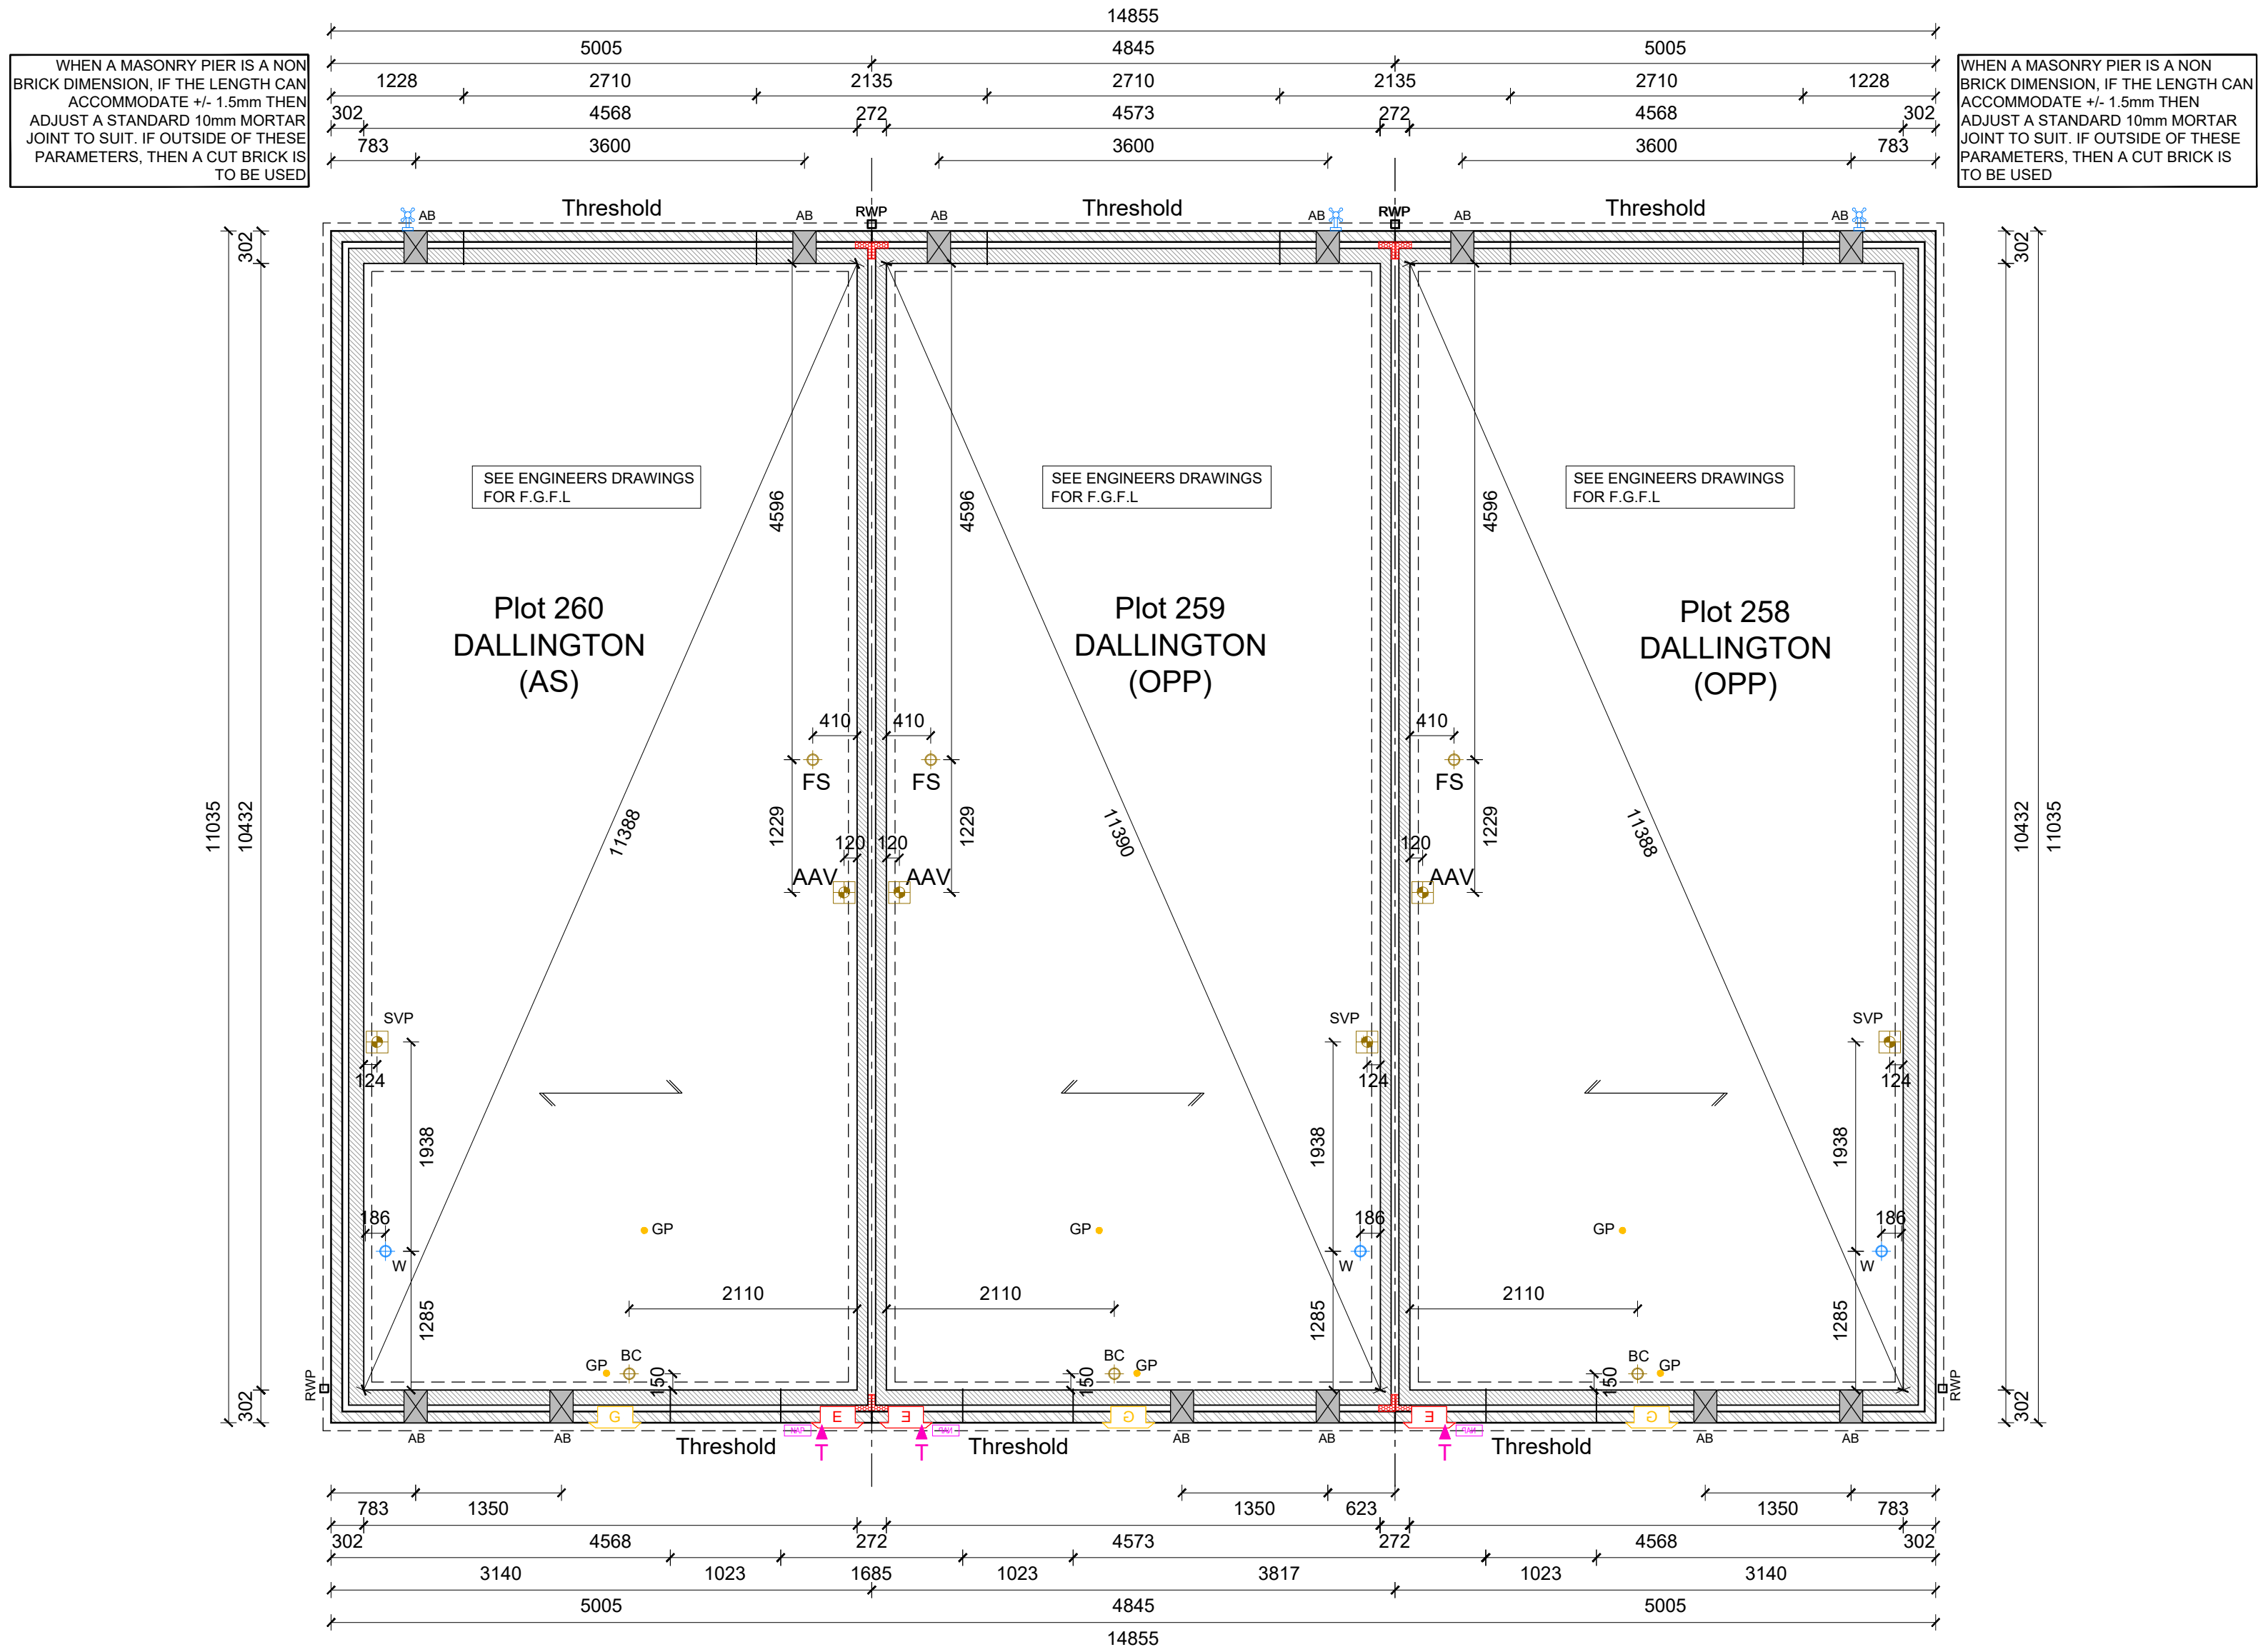 14855
5005 4845 5005
1228 2710 2135 2710 2135 2710 1228
302 4568 272 4573 272 4568 302
783 3600 3600 3600 783
WHEN A MASONRY PIER IS A NON
BRICK DIMENSION, IF THE LENGTH CAN
ACCOMMODATE +/- 1.5mm THEN
ADJUST A STANDARD 10mm MORTAR
JOINT TO SUIT. IF OUTSIDE OF THESE
PARAMETERS, THEN A CUT BRICK IS
TO BE USED
WHEN A MASONRY PIER IS A NON
BRICK DIMENSION, IF THE LENGTH CAN
ACCOMMODATE +/- 1.5mm THEN
ADJUST A STANDARD 10mm MORTAR
JOINT TO SUIT. IF OUTSIDE OF THESE
PARAMETERS, THEN A CUT BRICK IS
TO BE USED
Threshold Threshold Threshold
AB AB RWP AB AB RWP AB AB
302 302
SEE ENGINEERS DRAWINGS
FOR F.G.F.L
SEE ENGINEERS DRAWINGS
FOR F.G.F.L
SEE ENGINEERS DRAWINGS
FOR F.G.F.L
4596 4596 4596
Plot 260
DALLINGTON
(AS)
Plot 259
DALLINGTON
(OPP)
Plot 258
DALLINGTON
(OPP)
410 410 410
FS FS FS
11035 10432 11388 1229 1229 11390 1229 11388 10432 11035
120 120 120
AAV AAV AAV
SVP SVP SVP
124 124 124
1938 1938 1938
186 186 186
GP GP GP
W W W
2110 2110 2110
1285 1285 1285
GP BC BC GP BC GP
150 150 150
RWP RWP
302 302
G E E G E G
AB AB NAP NAP AB AB NAP AB AB
Threshold Threshold Threshold
T T T
783 1350 1350 623 1350 783
302 4568 272 4573 272 4568 302
3140 1023 1685 1023 3817 1023 3140
5005 4845 5005
14855